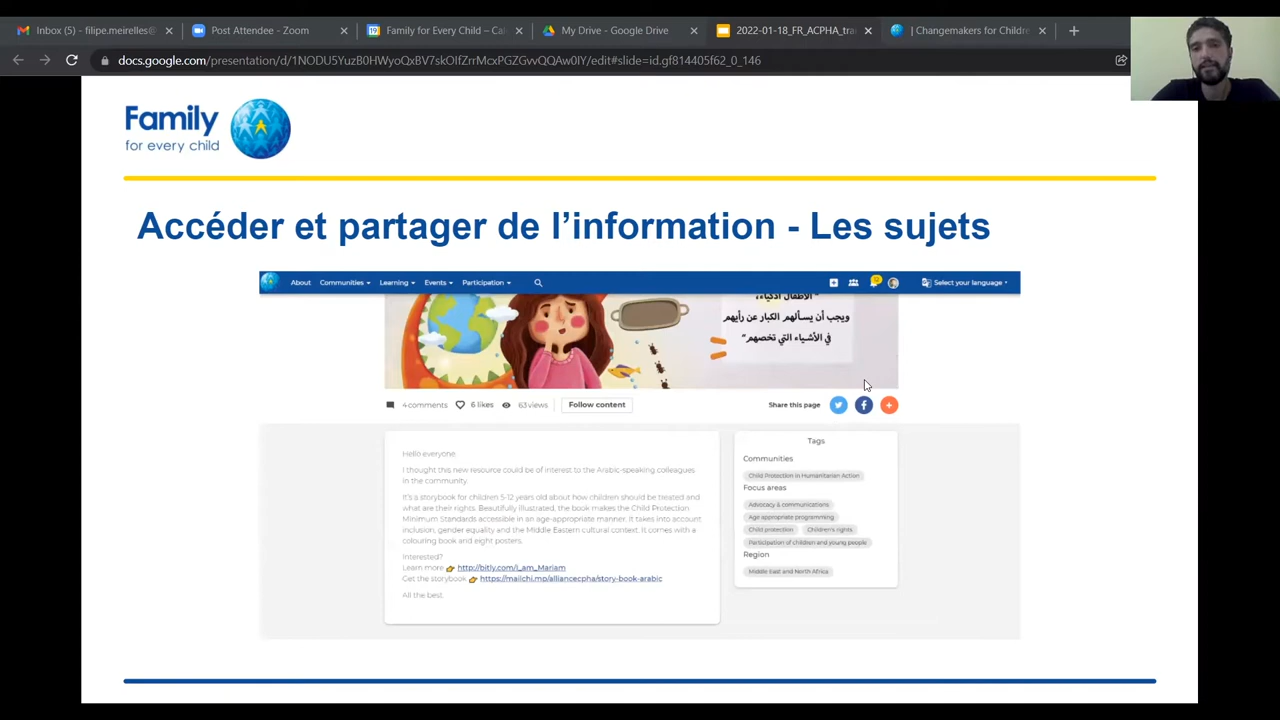 Inbox (5) - filipe.meirelles@
Post Attendee - Zoom
Family for Every Child – Cal
My Drive - Google Drive
2022-01-18_FR_ACPHA_tra
| Changemakers for Childre
docs.google.com/presentation/d/1NODU5YuzB0HWyoQxBV7skOIfZrrMcxPGZGvvQQAw0IY/edit#slide=id.gf814405f62_0_146
Family
for every child
Accéder et partager de l’information - Les sujets
About Communities Learning Events Participation Select your language
" الأطفال أذكياء،
ويجب أن يسألهم الكبار عن رأيهم
في الأشياء التي تخصهم"
4 comments 6 likes 63 views Follow content Share this page
Hello everyone
I thought this new resource could be of interest to the Arabic-speaking colleagues
in the community.
It's a storybook for children 5-12 years old about how children should be treated and
what are their rights. Beautifully illustrated, the book makes the Child Protection
Minimum Standards accessible in an age-appropriate manner. It takes into account
inclusion, gender equality and the Middle Eastern cultural context. It comes with a
colouring book and eight posters.
Interested?
Learn more 👉 http://bitly.com/I_am_Mariam
Get the storybook 👉 https://mailchi.mp/alliancecpha/story-book-arabic
All the best.
Tags
Communities
Child Protection in Humanitarian Action
Focus areas
Advocacy & communications
Age appropriate programming
Child protection Children's rights
Participation of children and young people
Region
Middle East and North Africa